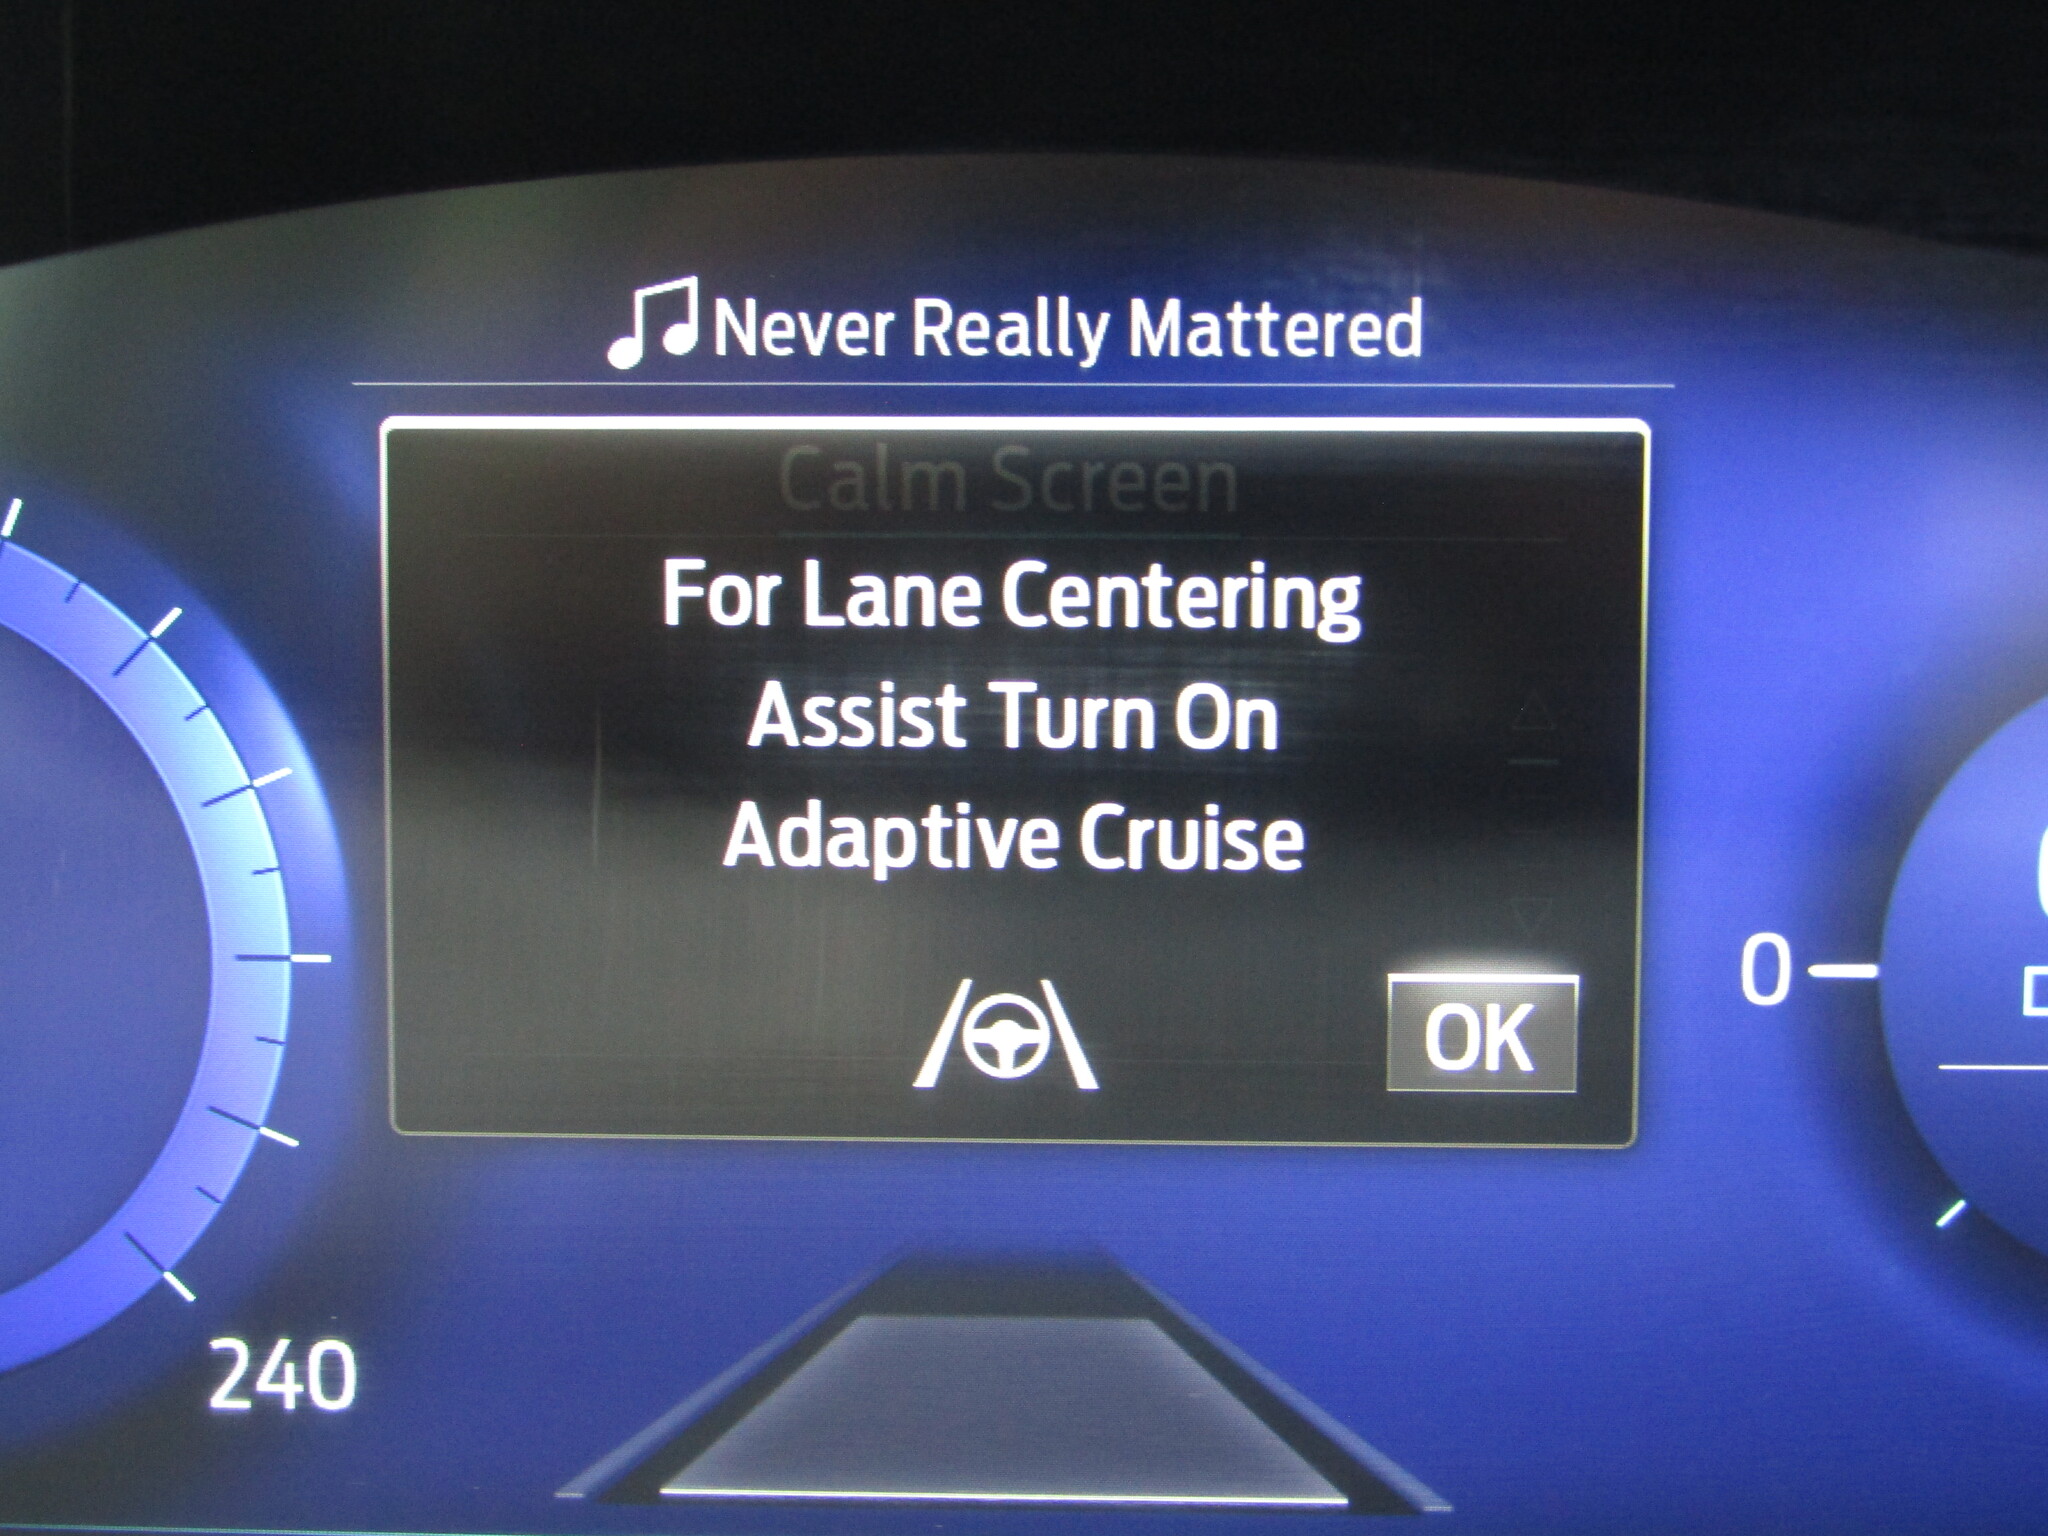 Never Really Mattered
Calm Screen
For Lane Centering
Assist Turn On
Adaptive Cruise
OK
0
240